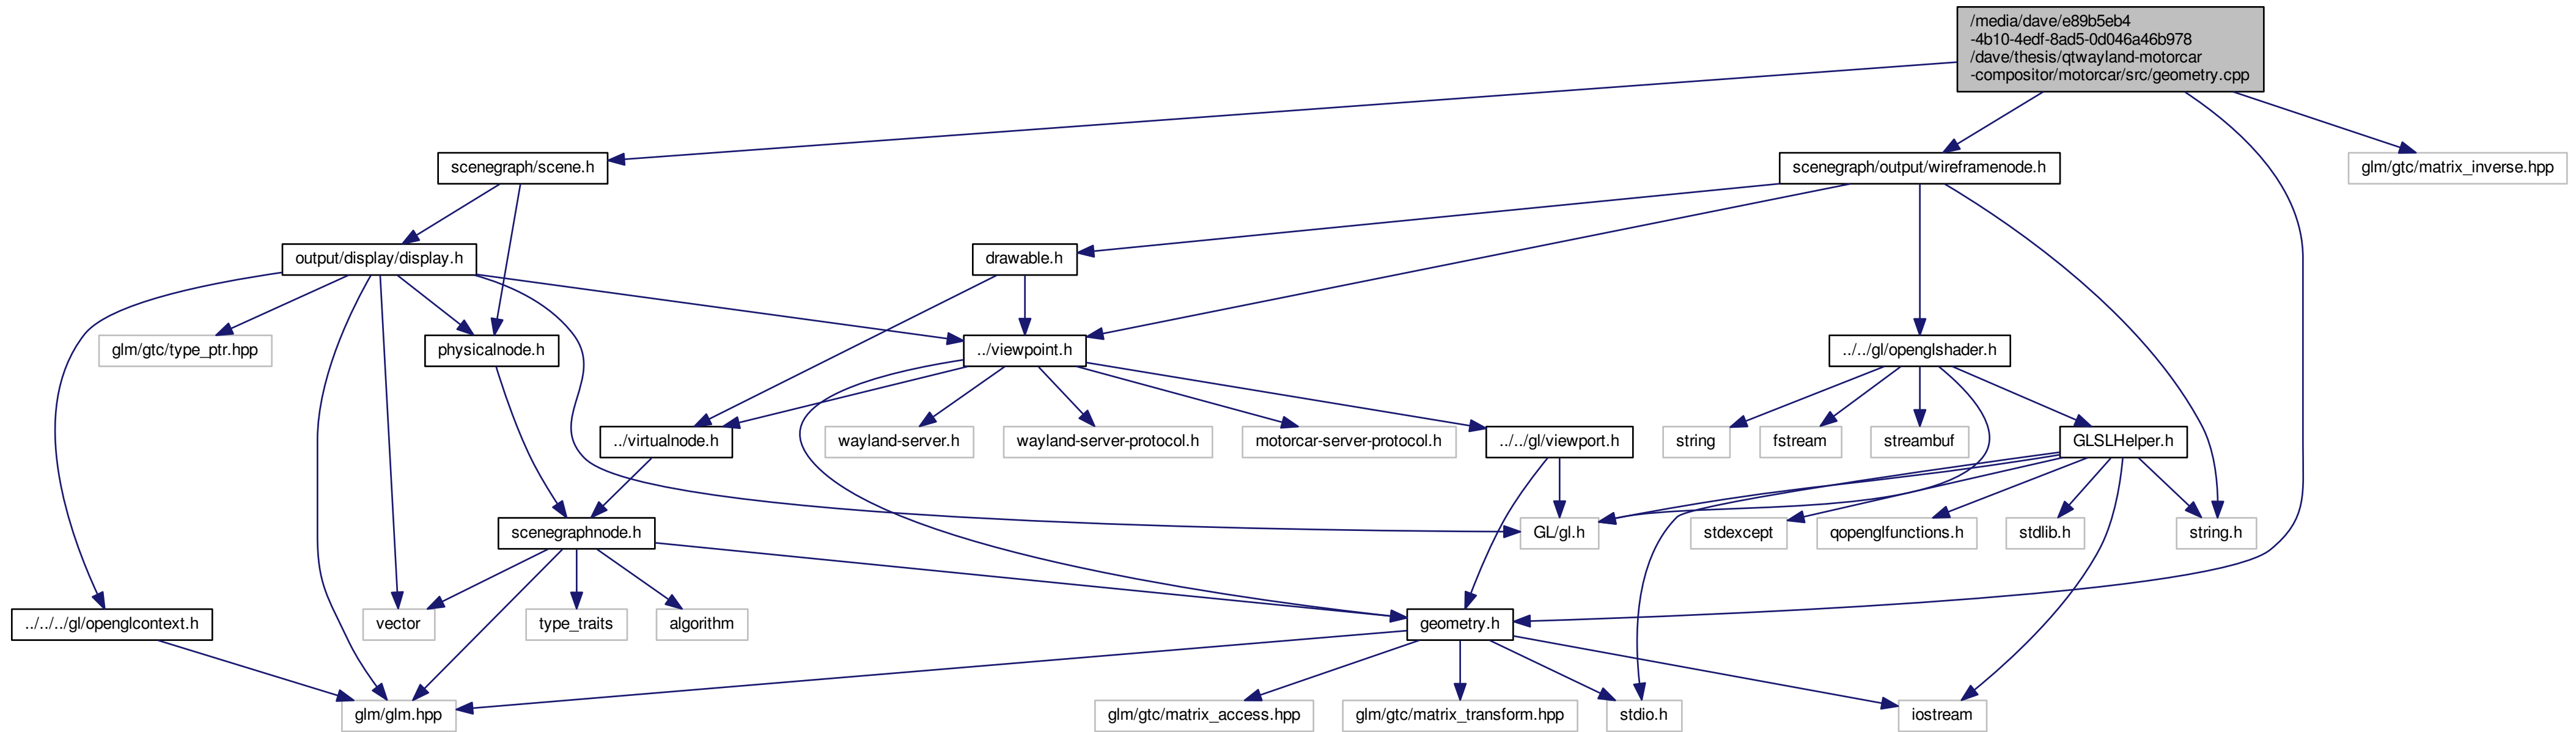 /media/dave/e89b5eb4
-4b10-4edf-8ad5-0d046a46b978
/dave/thesis/qtwayland-motorcar
-compositor/motorcar/src/geometry.cpp
scenegraph/scene.h
scenegraph/output/wireframenode.h
glm/gtc/matrix_inverse.hpp
output/display/display.h
drawable.h
glm/gtc/type_ptr.hpp
physicalnode.h
../viewpoint.h
../../gl/openglshader.h
../virtualnode.h
wayland-server.h
wayland-server-protocol.h
motorcar-server-protocol.h
../../gl/viewport.h
string
fstream
streambuf
GLSLHelper.h
scenegraphnode.h
GL/gl.h
stdexcept
qopenglfunctions.h
stdlib.h
string.h
../../../gl/openglcontext.h
vector
type_traits
algorithm
geometry.h
glm/glm.hpp
glm/gtc/matrix_access.hpp
glm/gtc/matrix_transform.hpp
stdio.h
iostream